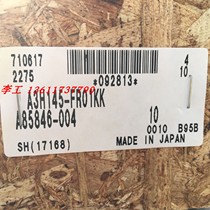 710617
4
2275
10
*092813*
李工 13611737790
A3H145-FR01KK
A85846-004
10
0010 B95B
SH(17168)
MADE IN JAPAN